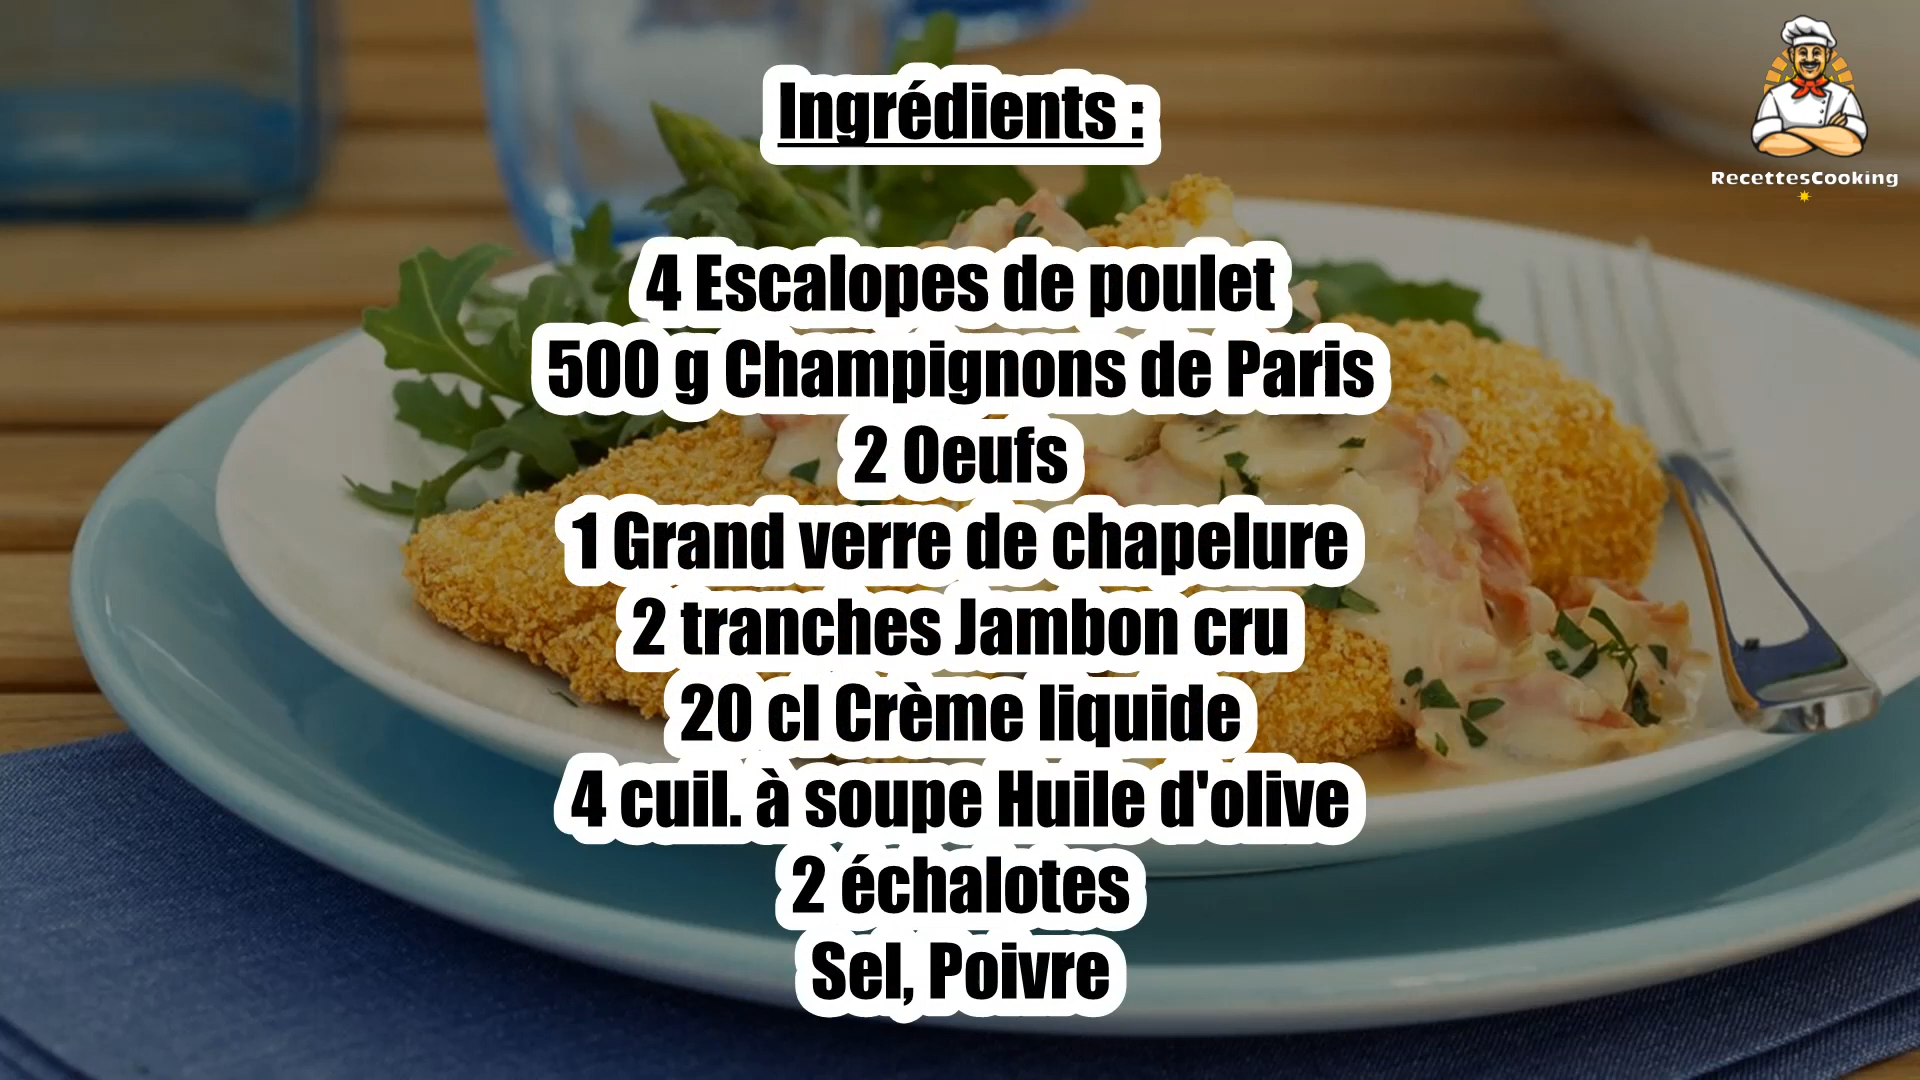 Ingrédients :
RecettesCooking
4 Escalopes de poulet
500 g Champignons de Paris
2 Oeufs
1 Grand verre de chapelure
2 tranches Jambon cru
20 cl Crème liquide
4 cuil. à soupe Huile d'olive
2 échalotes
Sel, Poivre